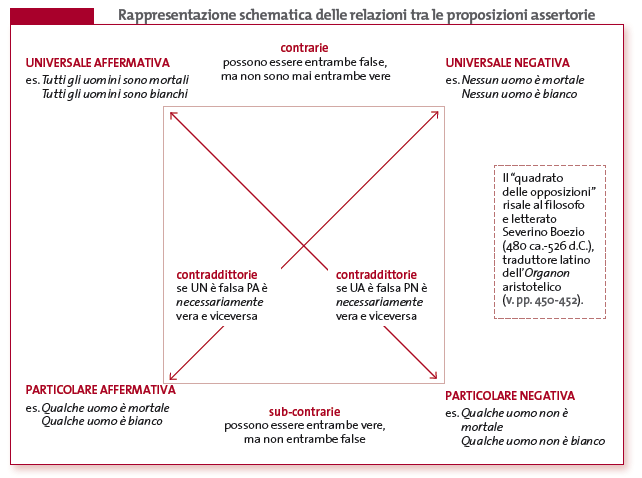 Rappresentazione schematica delle relazioni tra le proposizioni assertorie
contrarie
possono essere entrambe false,
ma non sono mai entrambe vere
UNIVERSALE AFFERMATIVA
es. Tutti gli uomini sono mortali
Tutti gli uomini sono bianchi
UNIVERSALE NEGATIVA
es. Nessun uomo è mortale
Nessun uomo è bianco
Il “quadrato
delle opposizioni”
risale al filosofo
e letterato
Severino Boezio
(480 ca.-526 d.C.),
traduttore latino
dell’Organon
aristotelico
(v. pp. 450-452).
contraddittorie
se UN è falsa PA è
necessariamente
vera e viceversa
contraddittorie
se UA è falsa PN è
necessariamente
vera e viceversa
PARTICOLARE AFFERMATIVA
es. Qualche uomo è mortale
Qualche uomo è bianco
sub-contrarie
possono essere entrambe vere,
ma non entrambe false
PARTICOLARE NEGATIVA
es. Qualche uomo non è
mortale
Qualche uomo non è bianco